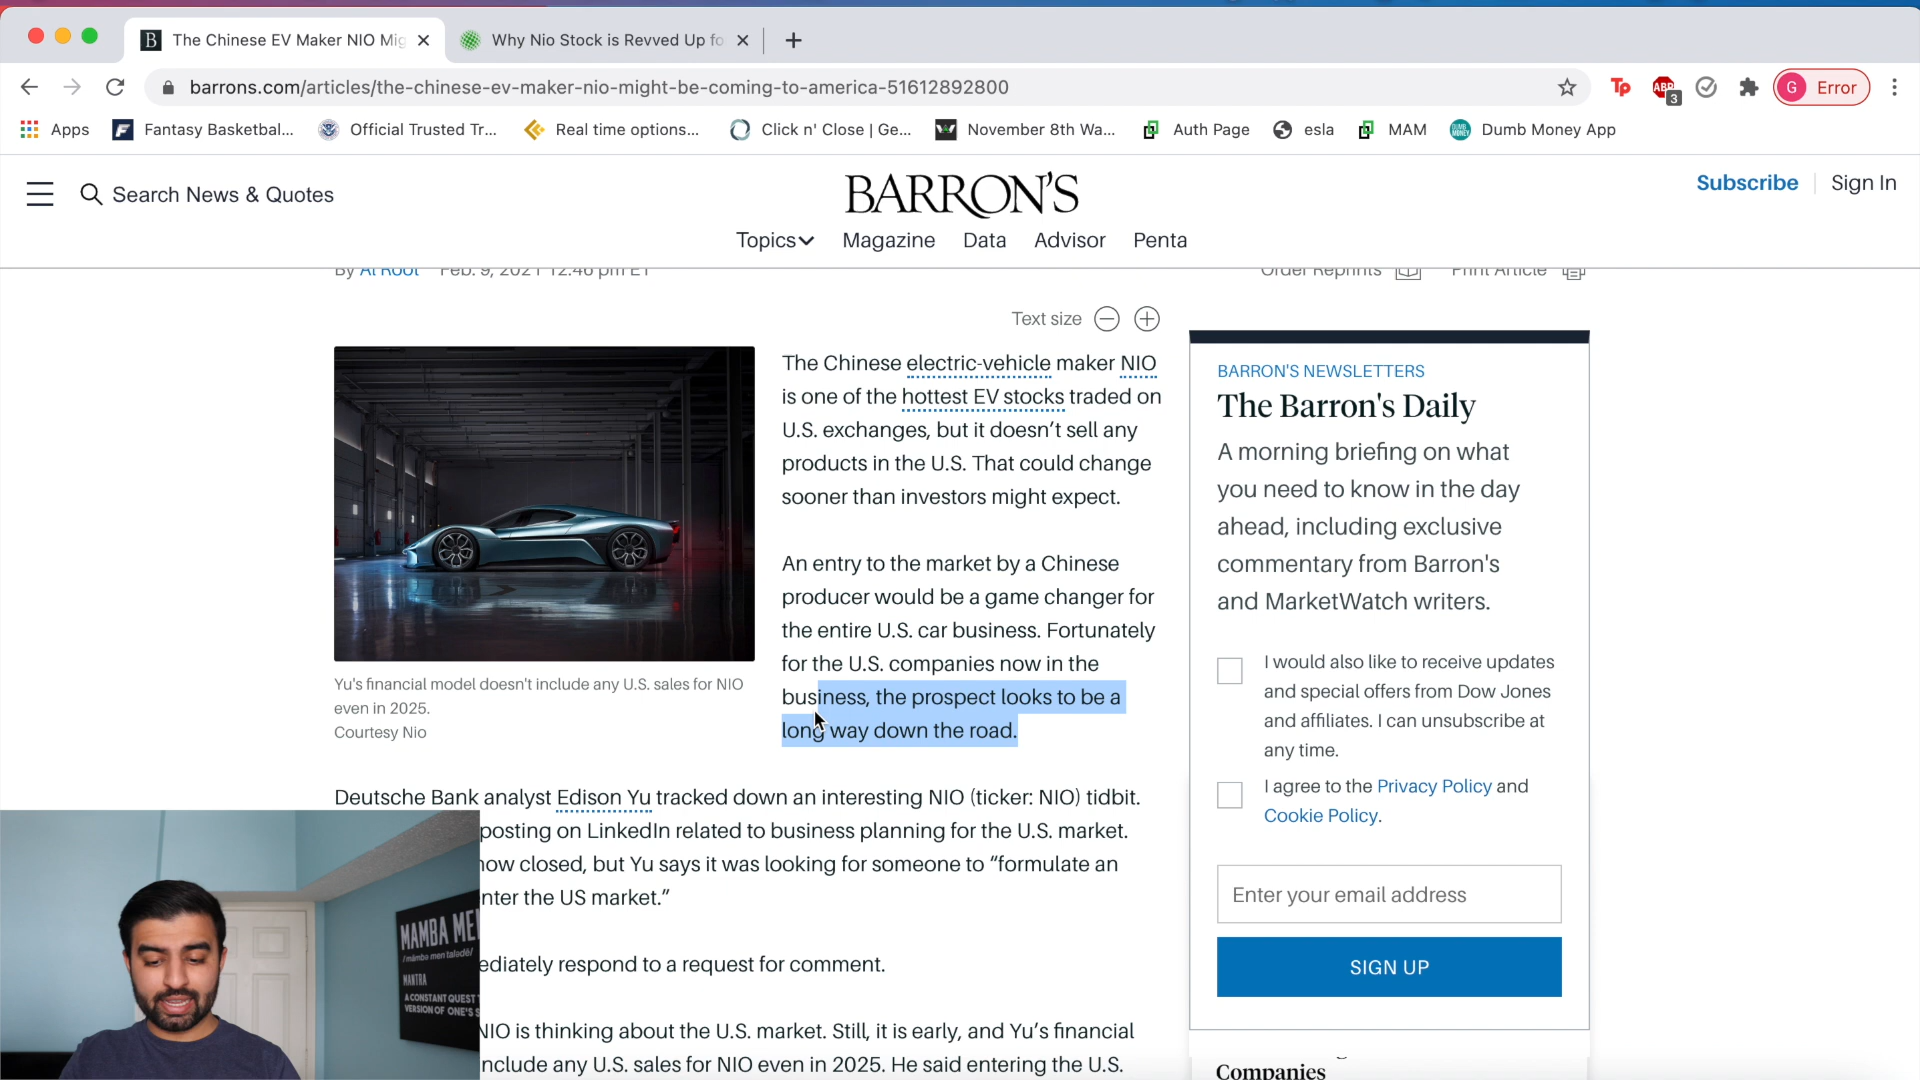 The Chinese EV Maker NIO Mig
Why Nio Stock is Revved Up fo
barrons.com/articles/the-chinese-ev-maker-nio-might-be-coming-to-america-51612892800
ABP
3
G Error
Apps
Fantasy Basketbal...
Official Trusted Tr...
Real time options...
Click n' Close | Ge...
November 8th Wa...
Auth Page
esla
MAM
Dumb Money App
Search News & Quotes
BARRON'S
Subscribe
Sign In
Topics
Magazine
Data
Advisor
Penta
By Al Root Feb. 9, 2021 12:46 pm ET
Order Reprints
Print Article
Text size
The Chinese electric-vehicle maker NIO
is one of the hottest EV stocks traded on
U.S. exchanges, but it doesn’t sell any
products in the U.S. That could change
sooner than investors might expect.
An entry to the market by a Chinese
producer would be a game changer for
the entire U.S. car business. Fortunately
for the U.S. companies now in the
business, the prospect looks to be a
long way down the road.
Yu's financial model doesn't include any U.S. sales for NIO
even in 2025.
Courtesy Nio
Deutsche Bank analyst Edison Yu tracked down an interesting NIO (ticker: NIO) tidbit.
posting on LinkedIn related to business planning for the U.S. market.
now closed, but Yu says it was looking for someone to “formulate an
nter the US market.”
ediately respond to a request for comment.
NIO is thinking about the U.S. market. Still, it is early, and Yu’s financial
nclude any U.S. sales for NIO even in 2025. He said entering the U.S.
BARRON'S NEWSLETTERS
The Barron's Daily
A morning briefing on what
you need to know in the day
ahead, including exclusive
commentary from Barron's
and MarketWatch writers.
I would also like to receive updates
and special offers from Dow Jones
and affiliates. I can unsubscribe at
any time.
I agree to the Privacy Policy and
Cookie Policy.
Enter your email address
SIGN UP
Companies
MAMBA ME
/mämbə men taladē/
MANTRA
A CONSTANT QUEST
VERSION OF ONE'S S